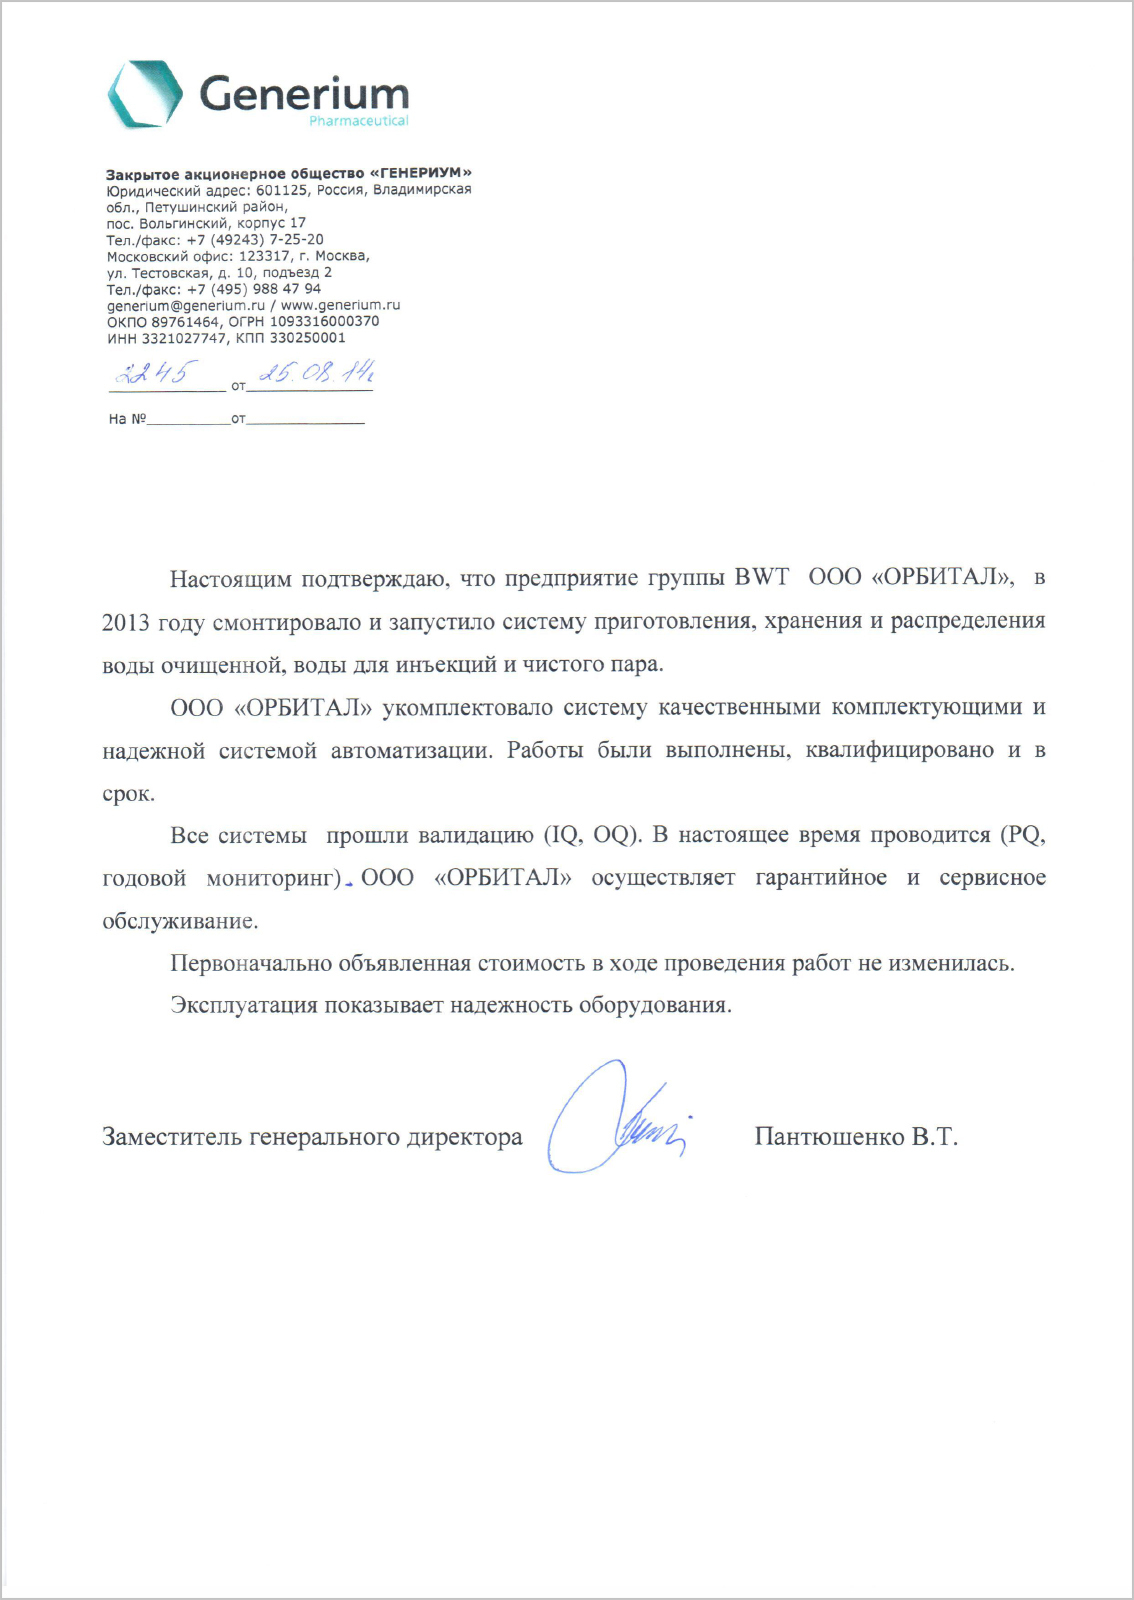 Generium
Pharmaceutical
Закрытое акционерное общество «ГЕНЕРИУМ»
Юридический адрес: 601125, Россия, Владимирская
обл., Петушинский район,
пос. Вольгинский, корпус 17
Тел./факс: +7 (49243) 7-25-20
Московский офис: 123317, г. Москва,
ул. Тестовская, д. 10, подъезд 2
Тел./факс: +7 (495) 988 47 94
generium@generium.ru / www.generium.ru
ОКПО 89761464, ОГРН 1093316000370
ИНН 3321027747, КПП 330250001
2245 от 25.08.14г
На №__________от______________
Настоящим подтверждаю, что предприятие группы BWT ООО «ОРБИТАЛ», в
2013 году смонтировало и запустило систему приготовления, хранения и распределения
воды очищенной, воды для инъекций и чистого пара.
ООО «ОРБИТАЛ» укомплектовало систему качественными комплектующими и
надежной системой автоматизации. Работы были выполнены, квалифицировано и в
срок.
Все системы прошли валидацию (IQ, OQ). В настоящее время проводится (PQ,
годовой мониторинг). ООО «ОРБИТАЛ» осуществляет гарантийное и сервисное
обслуживание.
Первоначально объявленная стоимость в ходе проведения работ не изменилась.
Эксплуатация показывает надежность оборудования.
Заместитель генерального директора Пантюшенко В.Т.